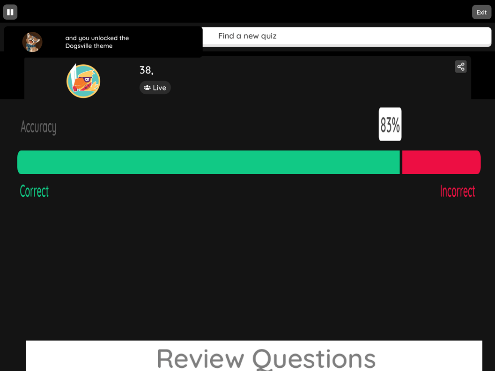 Exit
and you unlocked the
Dogsville theme
Find a new quiz
38,
Live
Accuracy
83%
Correct
Incorrect
Review Questions